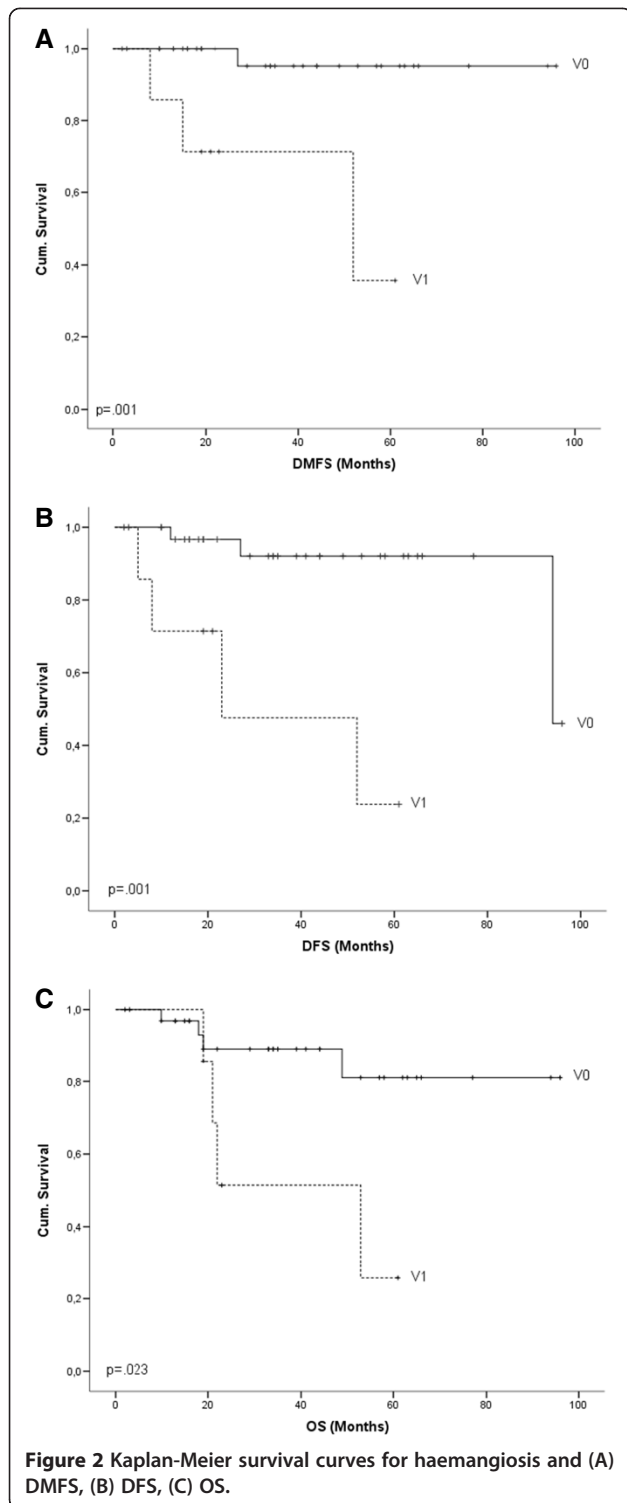 A
1,0
V0
0,8
0,6
Cum. Survival
0,4
V1
0,2
0,0
p=.001
0 20 40 60 80 100
DMFS (Months)
B
1,0
0,8
0,6
Cum. Survival
V0
0,4
V1
0,2
0,0
p=.001
0 20 40 60 80 100
DFS (Months)
C
1,0
V0
0,8
0,6
Cum. Survival
0,4
V1
0,2
0,0
p=.023
0 20 40 60 80 100
OS (Months)
Figure 2 Kaplan-Meier survival curves for haemangiosis and (A)
DMFS, (B) DFS, (C) OS.